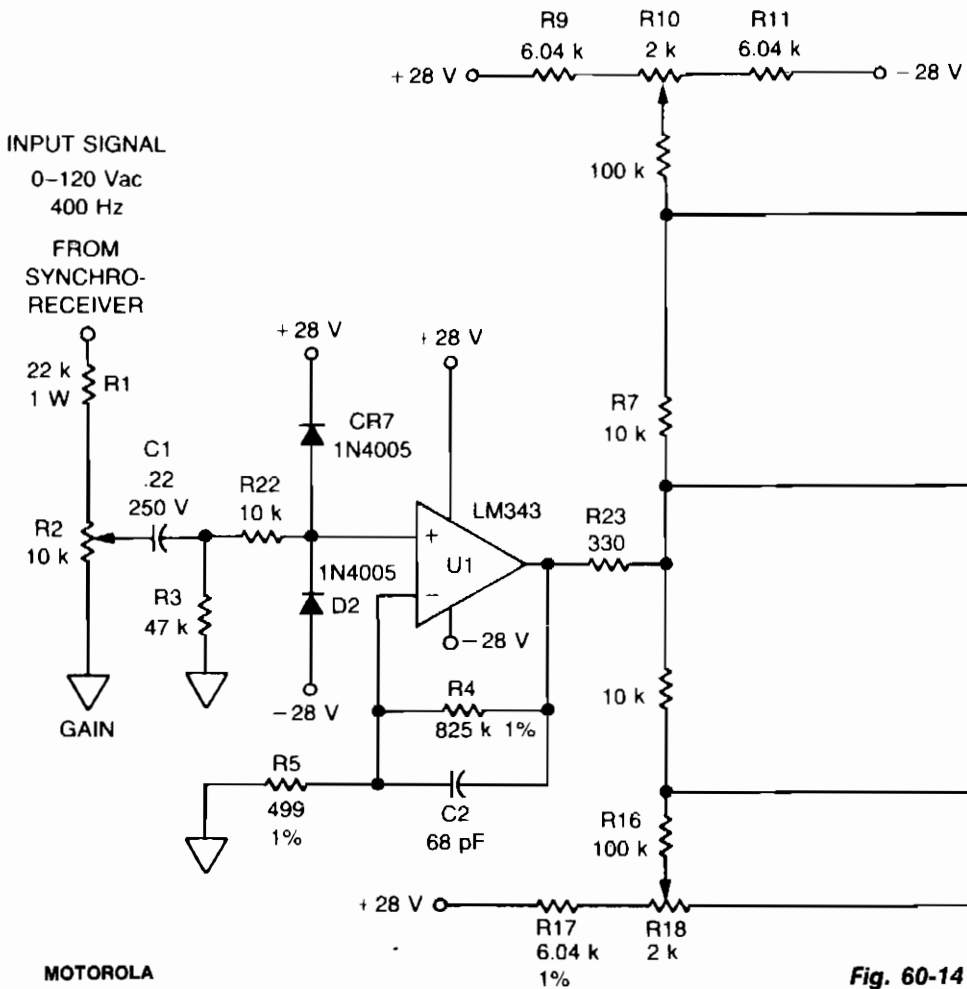 R9
6.04 k
R10
2 k
R11
6.04 k
+28 V
−28 V
100 k
INPUT SIGNAL
0–120 Vac
400 Hz
FROM
SYNCHRO-
RECEIVER
22 k
1 W
R1
+28 V
+28 V
CR7
1N4005
R7
10 k
C1
.22
250 V
R22
10 k
LM343
R23
330
R2
10 k
+
U1
−
1N4005
D2
R3
47 k
−28 V
−28 V
GAIN
R4
825 k 1%
10 k
R5
499
1%
C2
68 pF
R16
100 k
+28 V
R17
6.04 k
1%
R18
2 k
MOTOROLA
Fig. 60-14